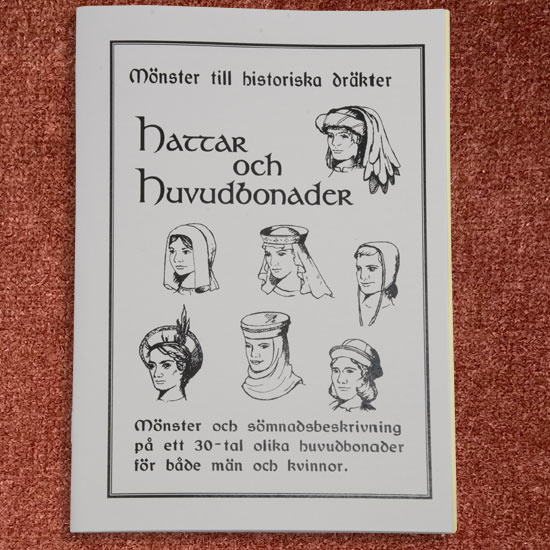 Mönster till historiska dräkter
Hattar
och
Huvudbonader
Mönster och sömnadsbeskrivning
på ett 30-tal olika huvudbonader
för både män och kvinnor.